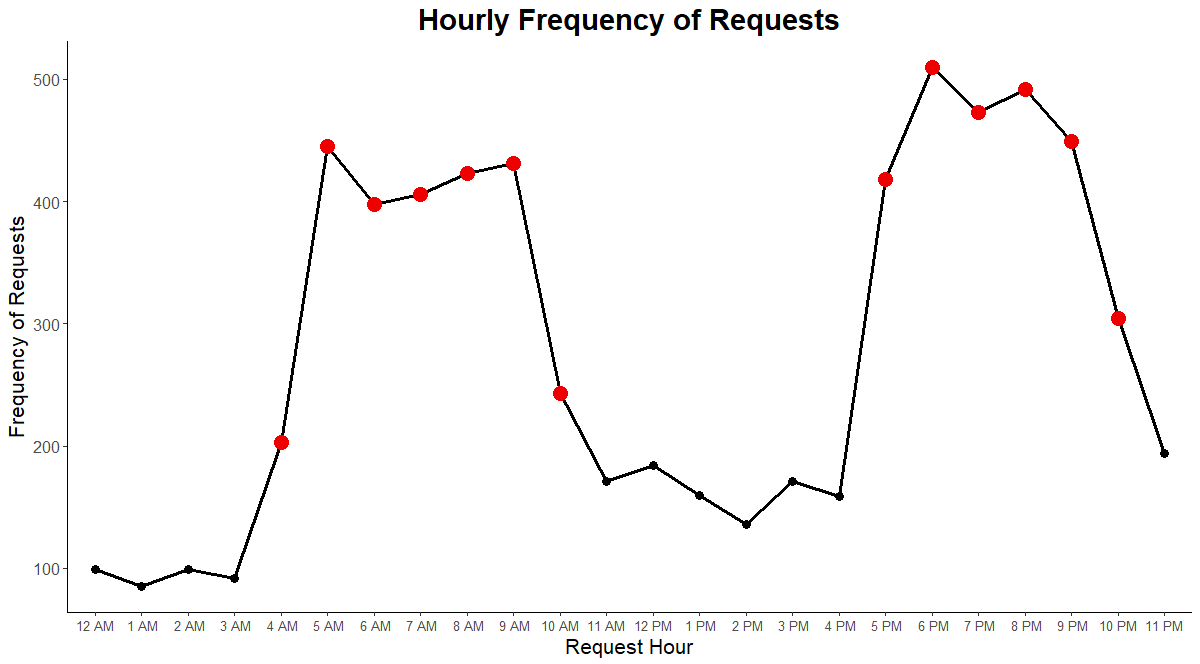 Hourly Frequency of Requests
Frequency of Requests
500
400
300
200
100
12 AM 1 AM 2 AM 3 AM 4 AM 5 AM 6 AM 7 AM 8 AM 9 AM 10 AM 11 AM 12 PM 1 PM 2 PM 3 PM 4 PM 5 PM 6 PM 7 PM 8 PM 9 PM 10 PM 11 PM
Request Hour